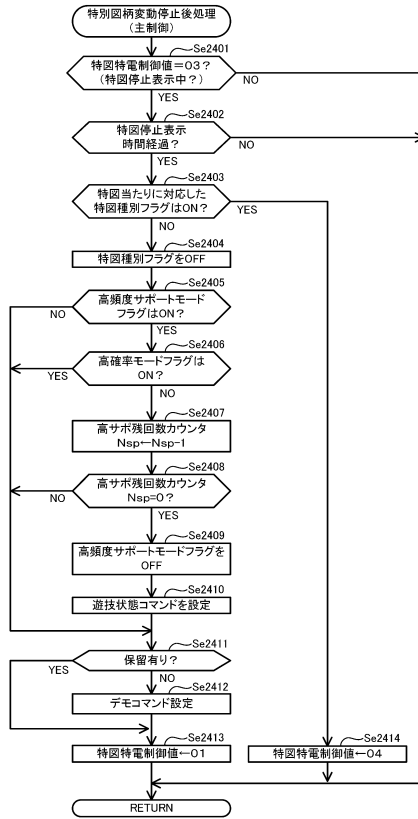 特別図柄変動停止後処理
(主制御)
Se2401
特図特電制御値=03?
(特図停止表示中?)
NO
YES
Se2402
特図停止表示
時間経過?
NO
YES
Se2403
特図当たりに対応した
特図種別フラグはON?
YES
NO
Se2404
特図種別フラグをOFF
Se2405
高頻度サポートモード
フラグはON?
NO
YES
Se2406
高確率モードフラグは
ON?
YES
NO
Se2407
高サポ残回数カウンタ
Nsp←Nsp-1
Se2408
高サポ残回数カウンタ
Nsp=0?
NO
YES
Se2409
高頻度サポートモードフラグを
OFF
Se2410
遊技状態コマンドを設定
Se2411
保留有り?
YES
NO
Se2412
デモコマンド設定
Se2413
特図特電制御値←01
Se2414
特図特電制御値←04
RETURN